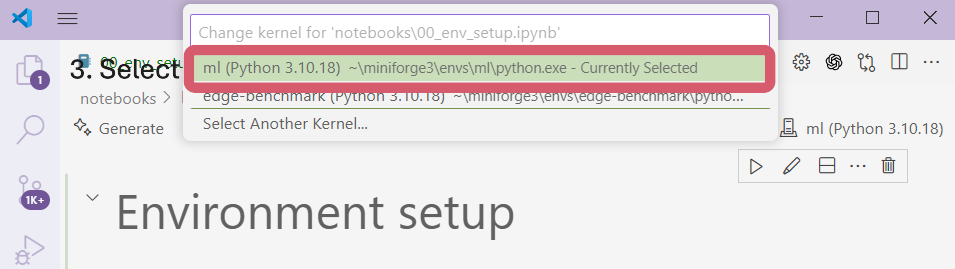 Change kernel for 'notebooks\00_env_setup.ipynb'
3. Select
ml (Python 3.10.18) ~\miniforge3\envs\ml\python.exe - Currently Selected
edge-benchmark (Python 3.10.18) ~\miniforge3\envs\edge-benchmark\pytho...
Select Another Kernel...
1
00_env_setu
notebooks >
Generate
ml (Python 3.10.18)
1K+
Environment setup